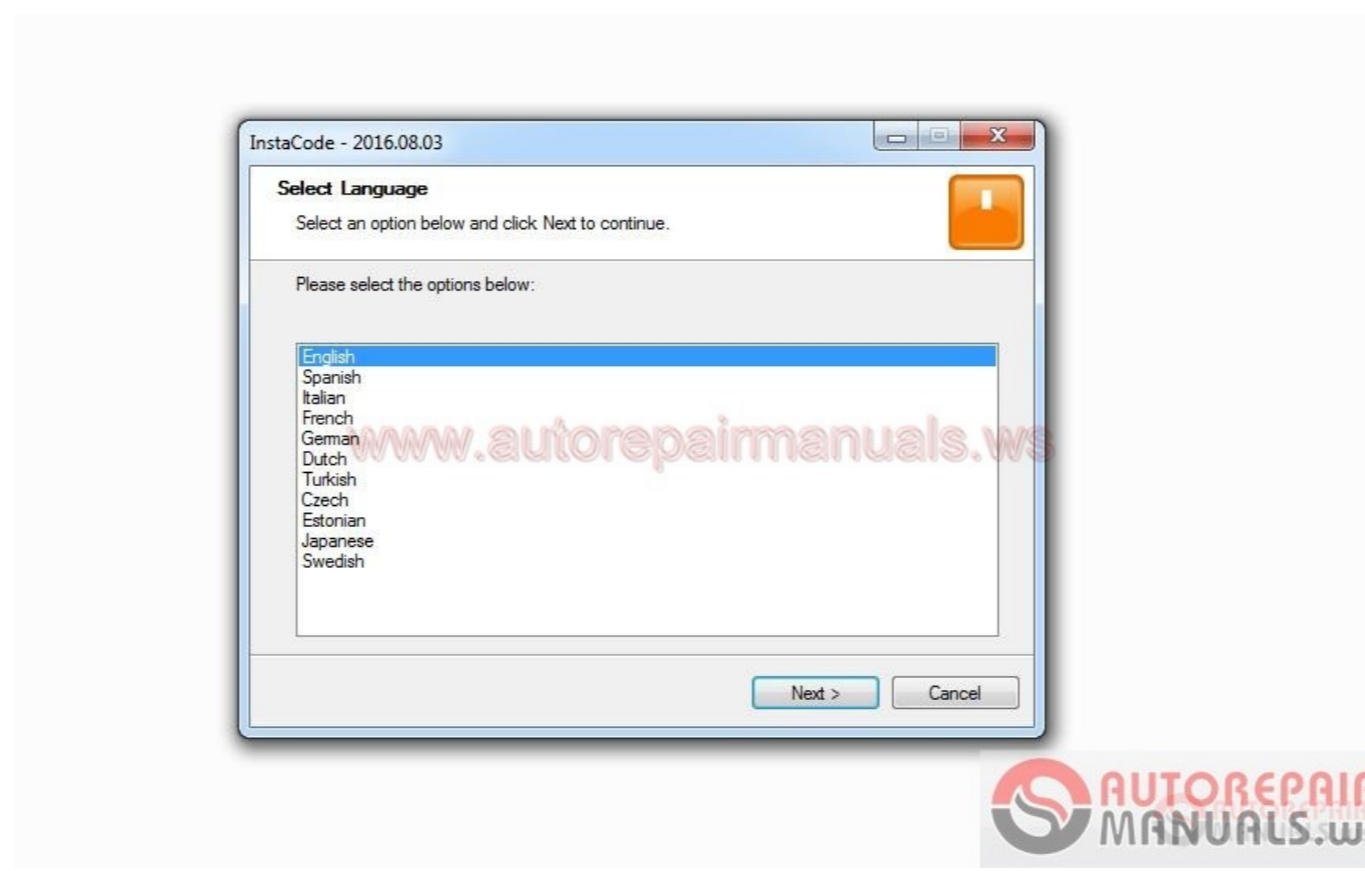 InstaCode - 2016.08.03
Select Language
Select an option below and click Next to continue.
Please select the options below:
English
Spanish
Italian
French
German
Dutch
Turkish
Czech
Estonian
Japanese
Swedish
www.autorepairmanuals.ws
Next >
Cancel
AUTOREPAIR
MANUALS.w